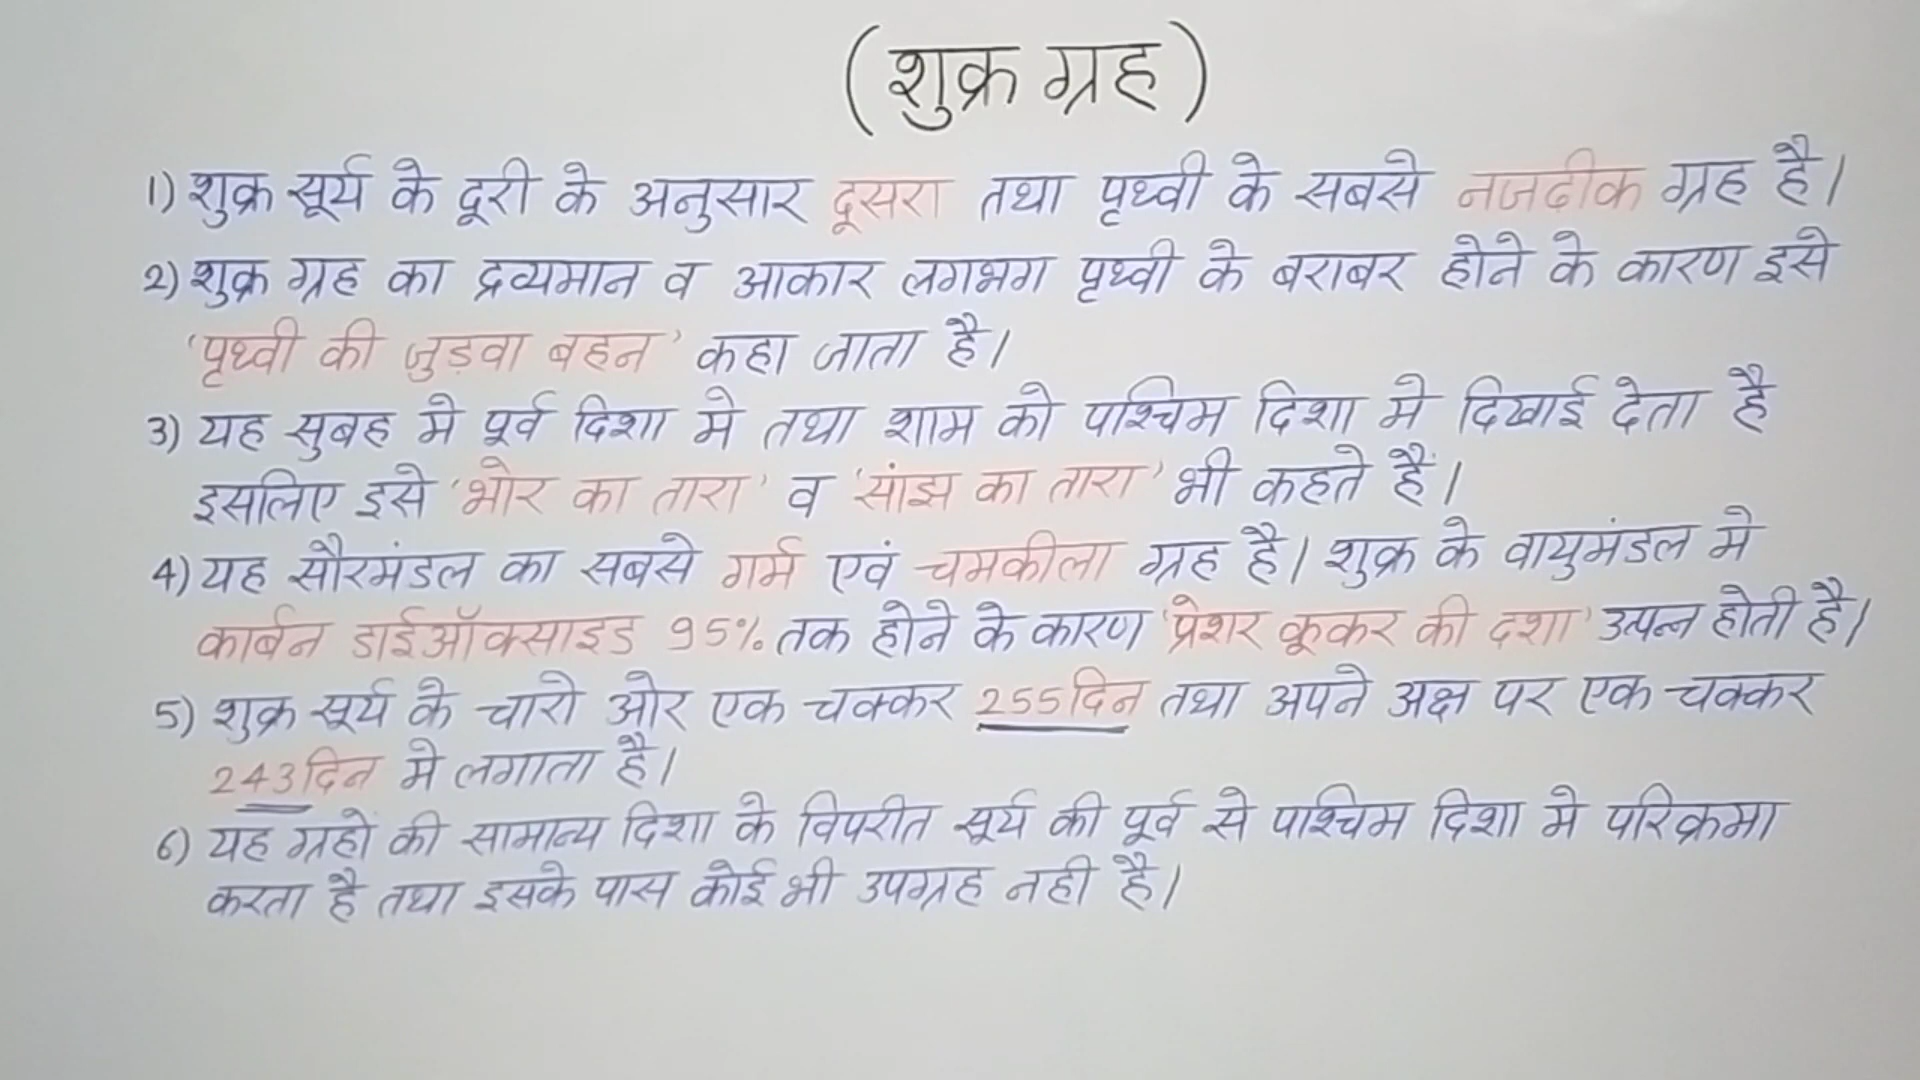 (शुक्र ग्रह)
1) शुक्र सूर्य के दूरी के अनुसार दूसरा तथा पृथ्वी के सबसे नजदीक ग्रह है।
2) शुक्र ग्रह का द्रव्यमान व आकार लगभग पृथ्वी के बराबर होने के कारण इसे
'पृथ्वी की जुड़वा बहन' कहा जाता है।
3) यह सुबह मे पूर्व दिशा मे तथा शाम को पश्चिम दिशा मे दिखाई देता है
इसलिए इसे 'भोर का तारा' व 'सांझ का तारा' भी कहते हैं।
4) यह सौरमंडल का सबसे गर्म एवं चमकीला ग्रह है। शुक्र के वायुमंडल मे
कार्बन डाईऑक्साइड 95% तक होने के कारण 'प्रेशर कूकर की दशा' उत्पन्न होती है।
5) शुक्र सूर्य के चारो ओर एक चक्कर 255 दिन तथा अपने अक्ष पर एक चक्कर
243 दिन मे लगाता है।
6) यह ग्रहों की सामान्य दिशा के विपरीत सूर्य की पूर्व से पश्चिम दिशा मे परिक्रमा
करता है तथा इसके पास कोई भी उपग्रह नही है।